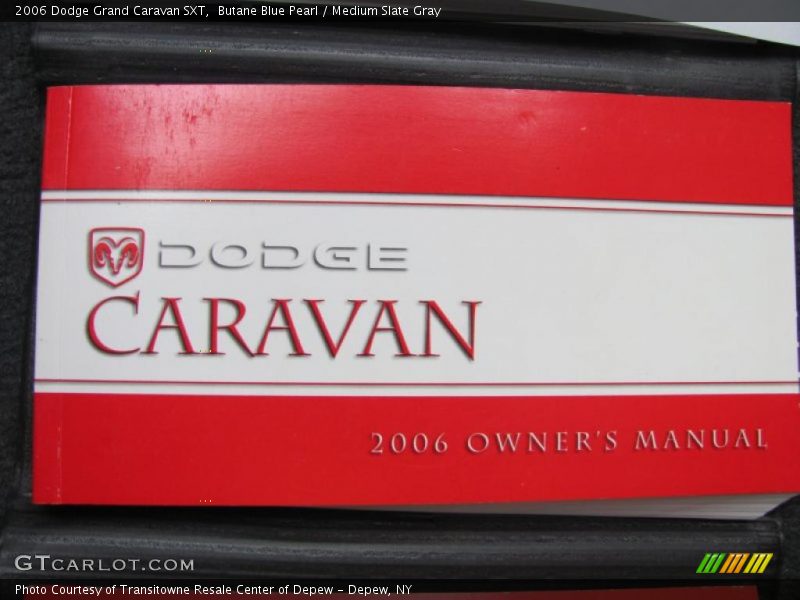 2006 Dodge Grand Caravan SXT,  Butane Blue Pearl / Medium Slate Gray
DODGE
CARAVAN
2006 OWNER'S MANUAL
GTCARLOT.COM
Photo Courtesy of Transitowne Resale Center of Depew – Depew, NY